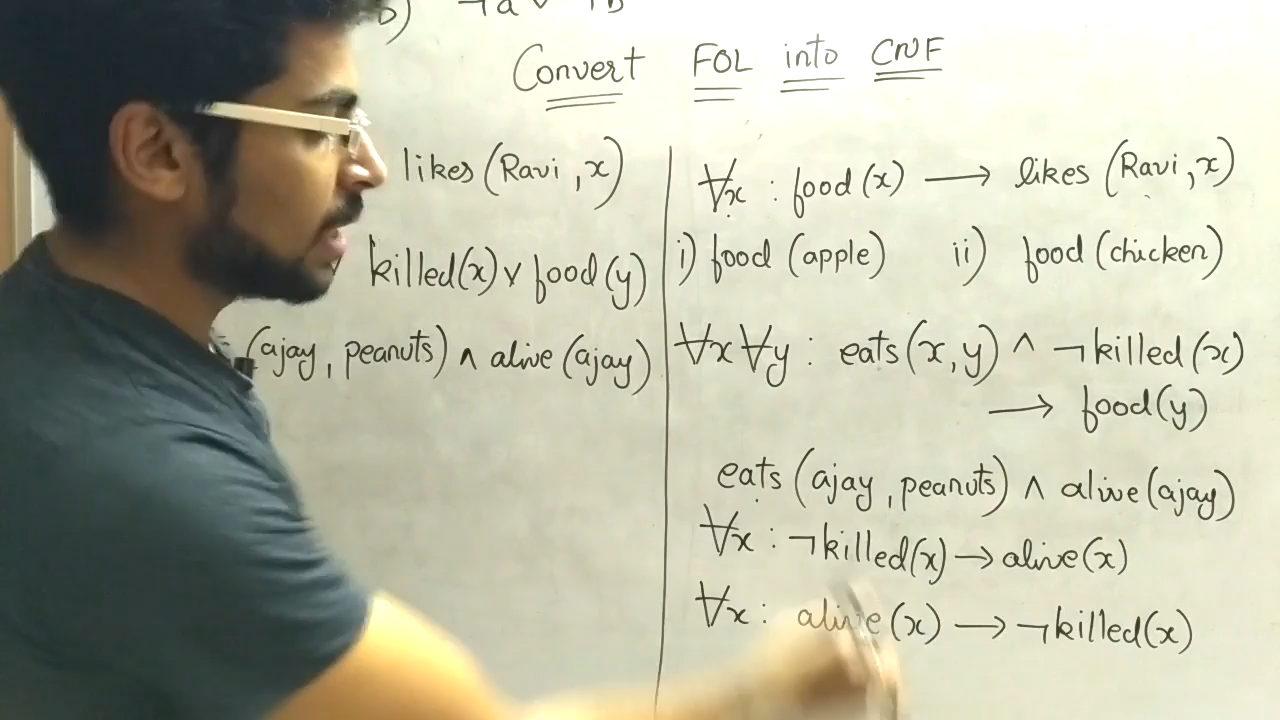 b) ¬a ∨ ¬b
Convert FOL into CNF
likes (Ravi, x)
killed(x) ∨ food(y)
(ajay, peanuts) ∧ alive (ajay)
∀x : food(x) → likes (Ravi, x)
i) food (apple) ii) food (chicken)
∀x ∀y : eats(x, y) ∧ ¬killed(x)
→ food(y)
eats (ajay, peanuts) ∧ alive(ajay)
∀x : ¬killed(x) → alive(x)
∀x : alive(x) → ¬killed(x)